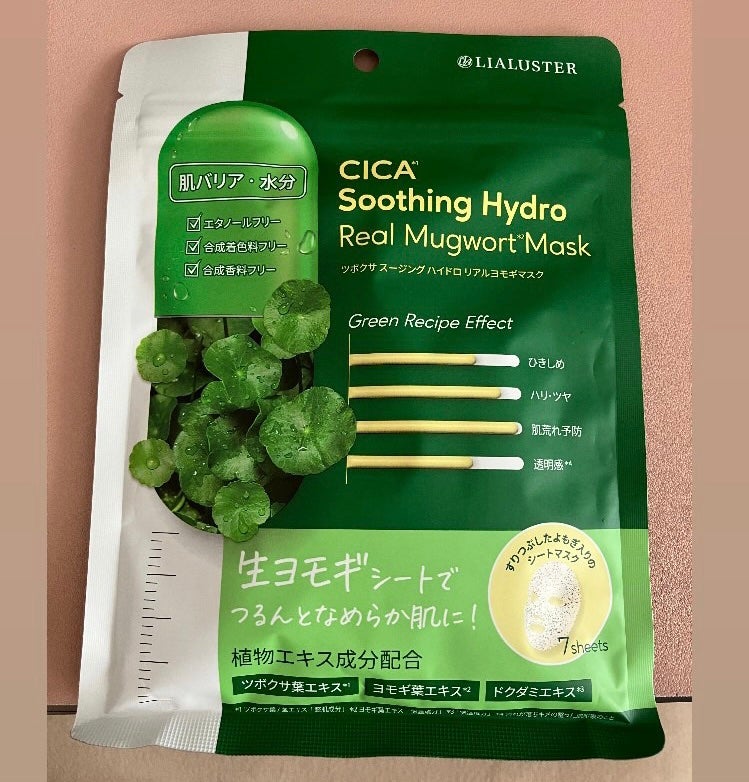 LIALUSTER
肌バリア・水分
エタノールフリー
合成着色料フリー
合成香料フリー
CICA*1
Soothing Hydro
Real Mugwort*2 Mask
ツボクサ スージング ハイドロ リアルヨモギマスク
Green Recipe Effect
ひきしめ
ハリ・ツヤ
肌荒れ予防
透明感*4
生ヨモギシートで
つるんとなめらか肌に!
すりつぶしたよもぎ入りの
シートマスク
7sheets
植物エキス成分配合
ツボクサ葉エキス*1
ヨモギ葉エキス*2
ドクダミエキス*3